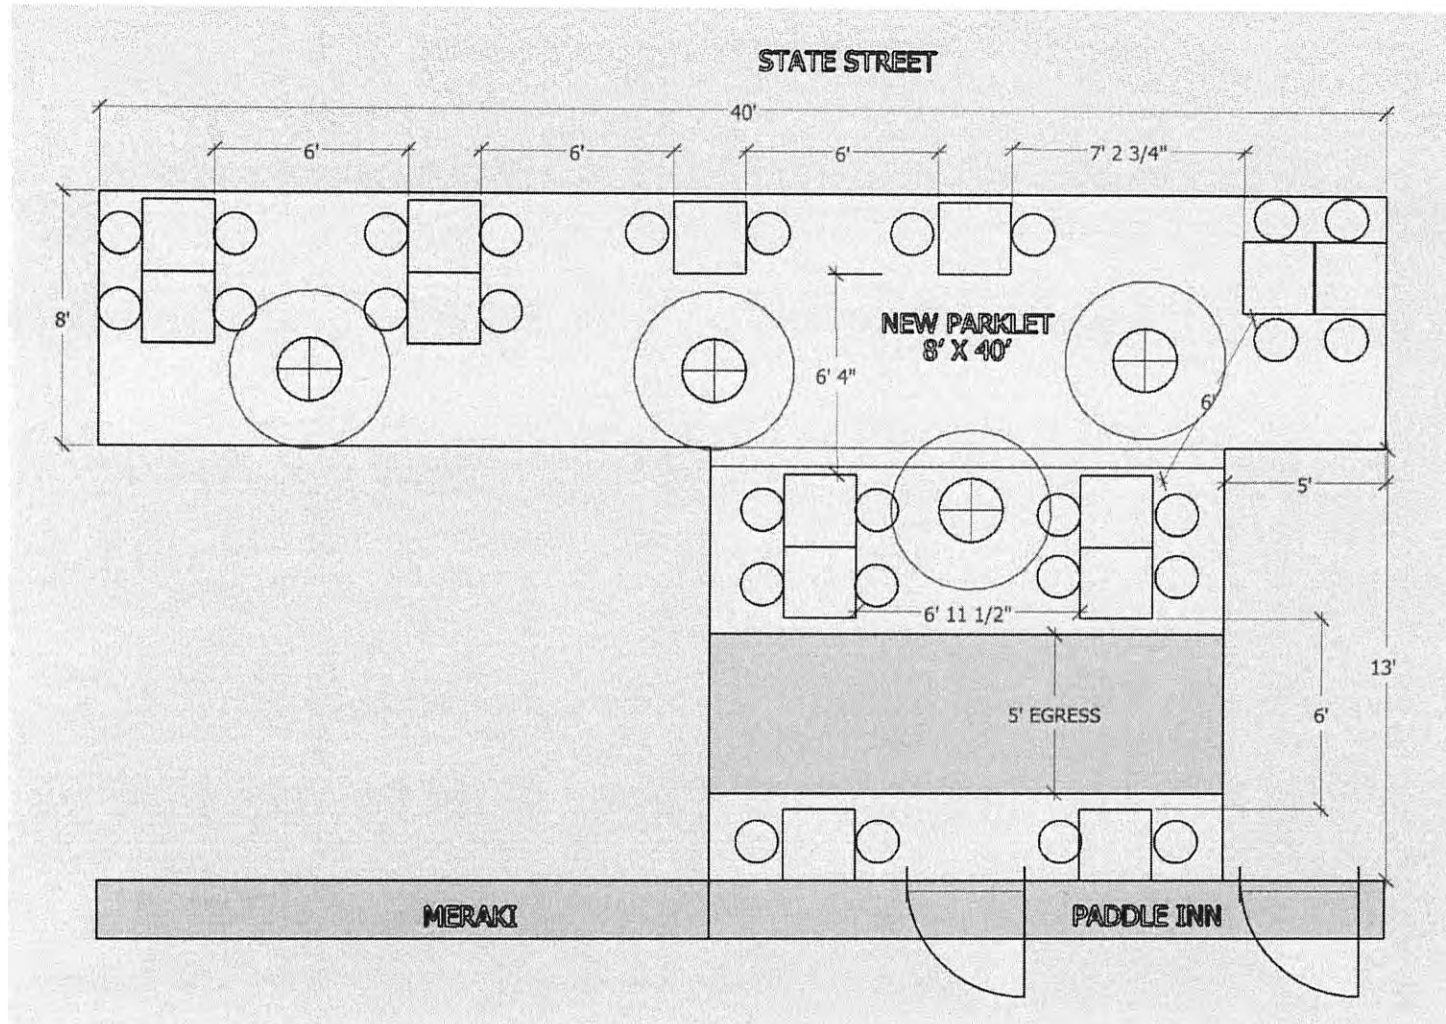 STATE STREET
40'
6'
6'
6'
7' 2 3/4"
8'
NEW PARKLET
8' X 40'
6' 4"
6'
5'
6' 11 1/2"
13'
5' EGRESS
6'
MERAKI
PADDLE INN